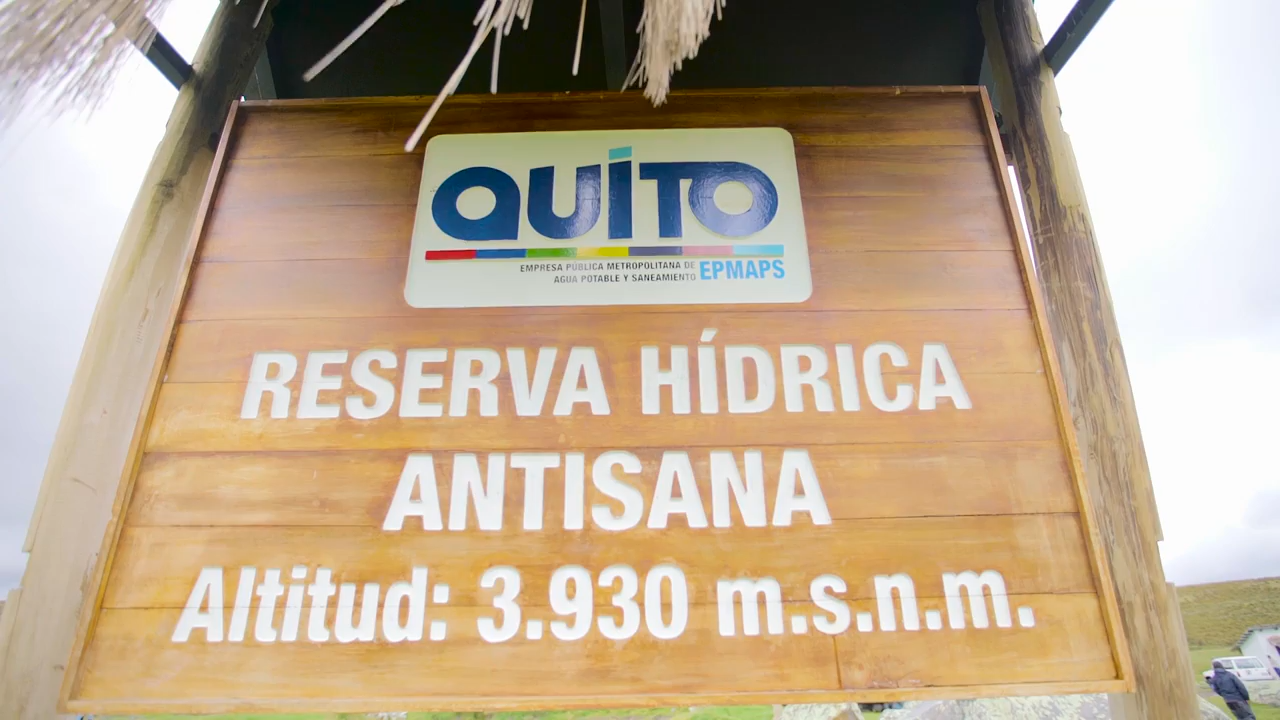 QUITO
EMPRESA PÚBLICA METROPOLITANA DE
AGUA POTABLE Y SANEAMIENTO EPMAPS
RESERVA HÍDRICA
ANTISANA
Altitud: 3.930 m.s.n.m.